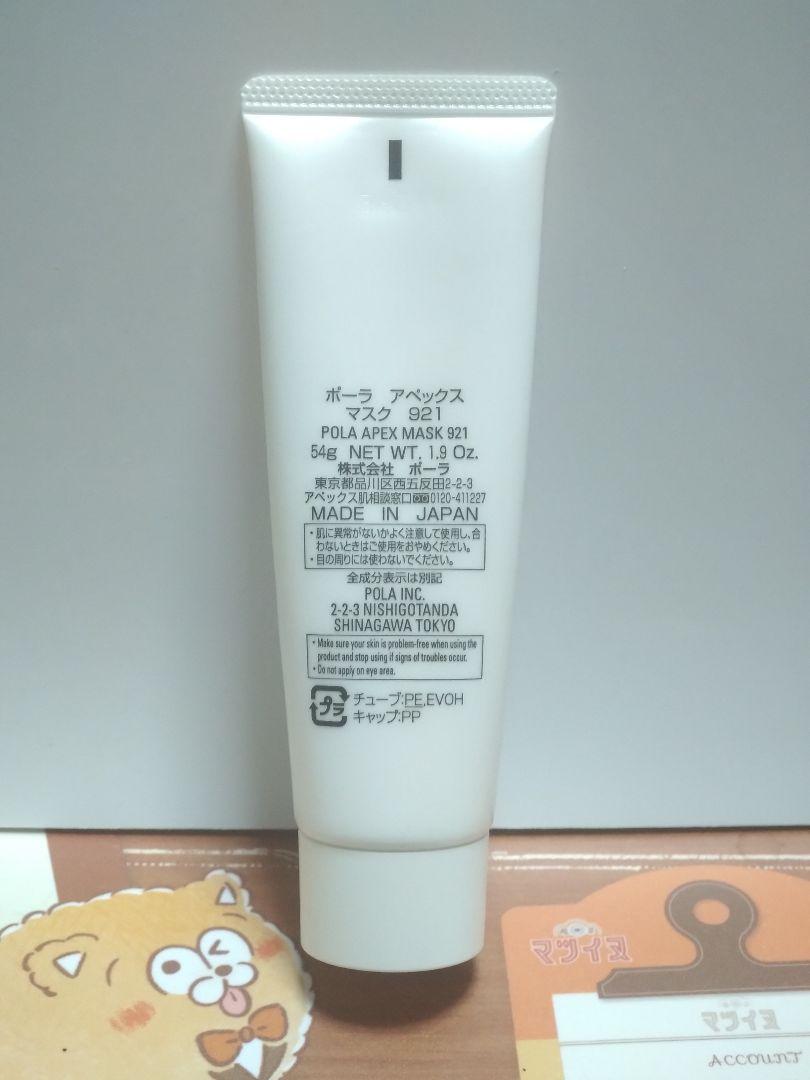 ポーラ アペックス
マスク 921
POLA APEX MASK 921
54g NET WT. 1.9 Oz.
株式会社 ポーラ
東京都品川区西五反田2-2-3
アペックス肌相談窓口 0120-411227
MADE IN JAPAN
・肌に異常がないかよく注意して使用し、合
わないときはご使用をおやめください。
・目の周りには使わないでください。
全成分表示は別記
POLA INC.
2-2-3 NISHIGOTANDA
SHINAGAWA TOKYO
・Make sure your skin is problem-free when using the
product and stop using if signs of troubles occur.
・Do not apply on eye area.
プラ
チューブ:PE,EVOH
キャップ:PP
マツイヌ
マツイヌ
ACCOUNT